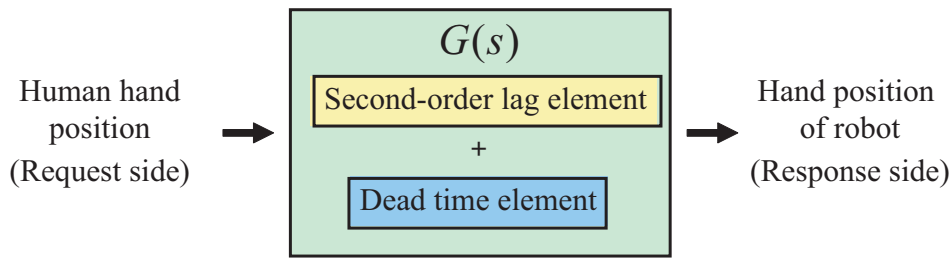 Human hand
position
(Request side)
G(s)
Second-order lag element
+
Dead time element
Hand position
of robot
(Response side)